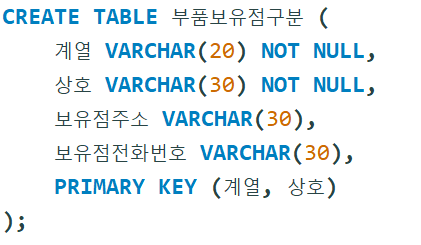 CREATE TABLE 부품보유점구분 (
    계열 VARCHAR(20) NOT NULL,
    상호 VARCHAR(30) NOT NULL,
    보유점주소 VARCHAR(30),
    보유점전화번호 VARCHAR(30),
    PRIMARY KEY (계열, 상호)
);